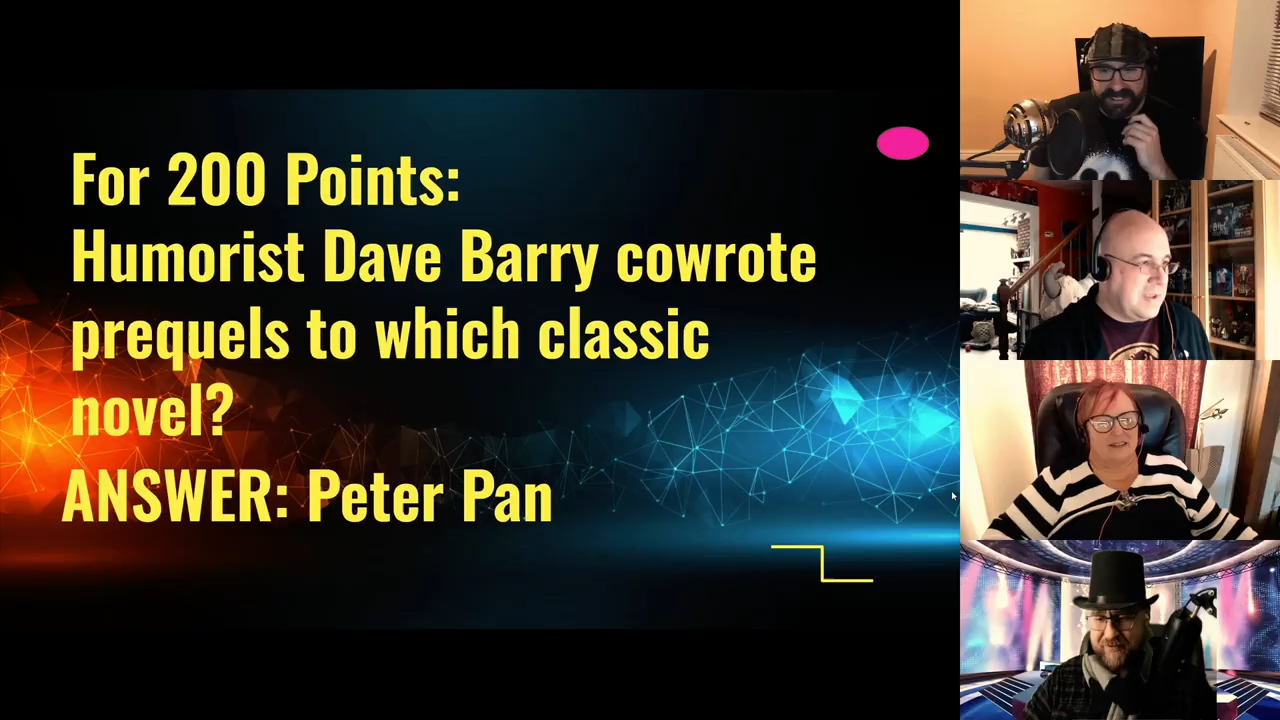 For 200 Points:
Humorist Dave Barry cowrote
prequels to which classic
novel?
ANSWER: Peter Pan